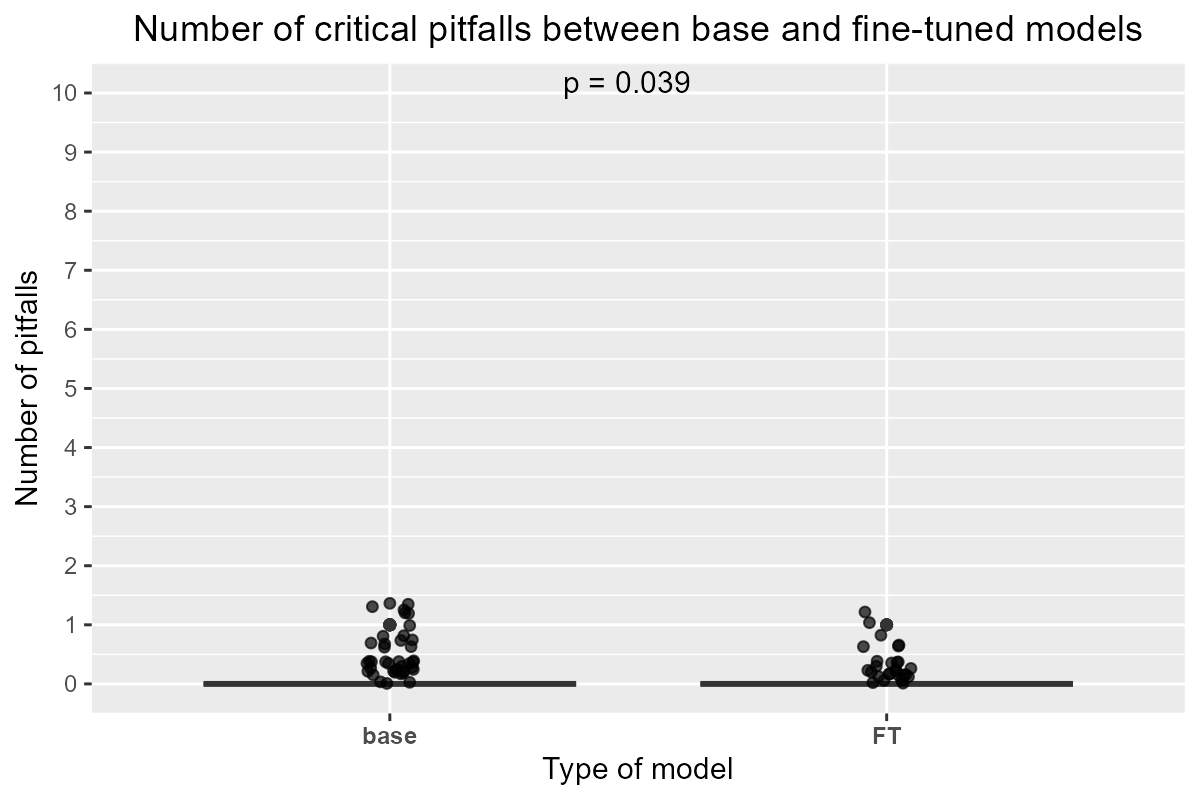 Number of critical pitfalls between base and fine-tuned models
p = 0.039
10
9
8
7
6
5
4
3
2
1
0
Number of pitfalls
base
FT
Type of model